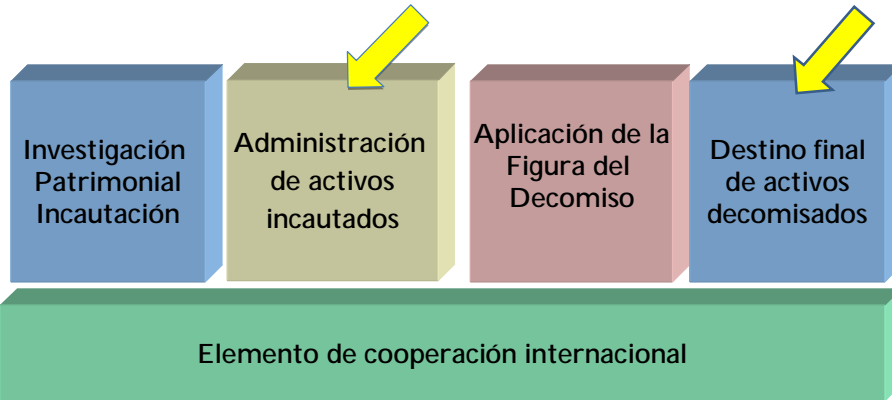 Investigación
Patrimonial
Incautación
Administración
de activos
incautados
Aplicación de la
Figura del
Decomiso
Destino final
de activos
decomisados
Elemento de cooperación internacional